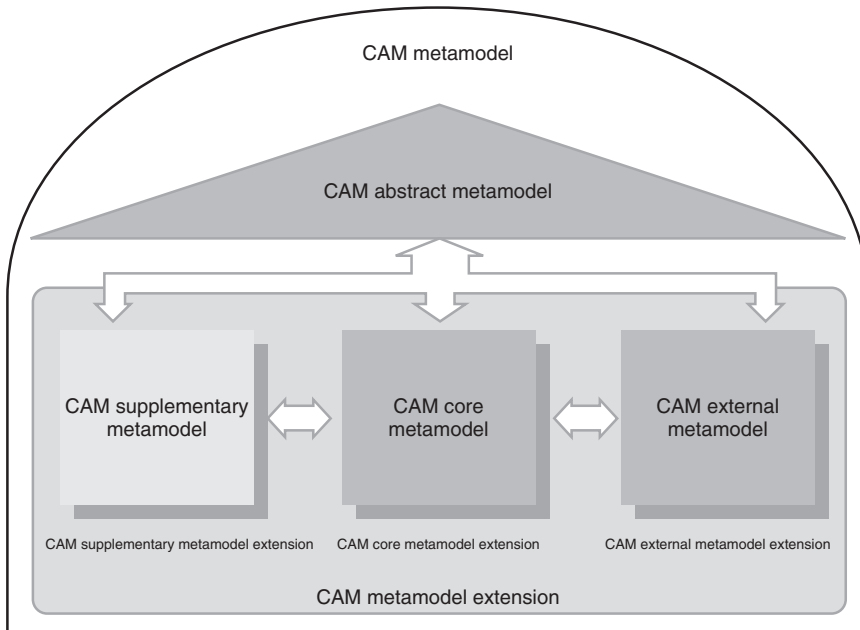 CAM metamodel
CAM abstract metamodel
CAM supplementary
metamodel
CAM core
metamodel
CAM external
metamodel
CAM supplementary metamodel extension
CAM core metamodel extension
CAM external metamodel extension
CAM metamodel extension